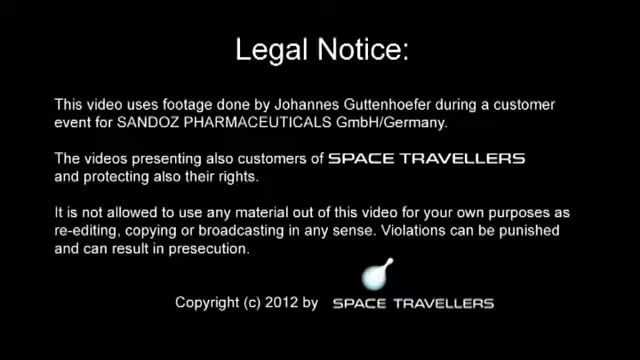 Legal Notice:
This video uses footage done by Johannes Guttenhoefer during a customer
event for SANDOZ PHARMACEUTICALS GmbH/Germany.
The videos presenting also customers of SPACE TRAVELLERS
and protecting also their rights.
It is not allowed to use any material out of this video for your own purposes as
re-editing, copying or broadcasting in any sense. Violations can be punished
and can result in presecution.
Copyright (c) 2012 by SPACE TRAVELLERS